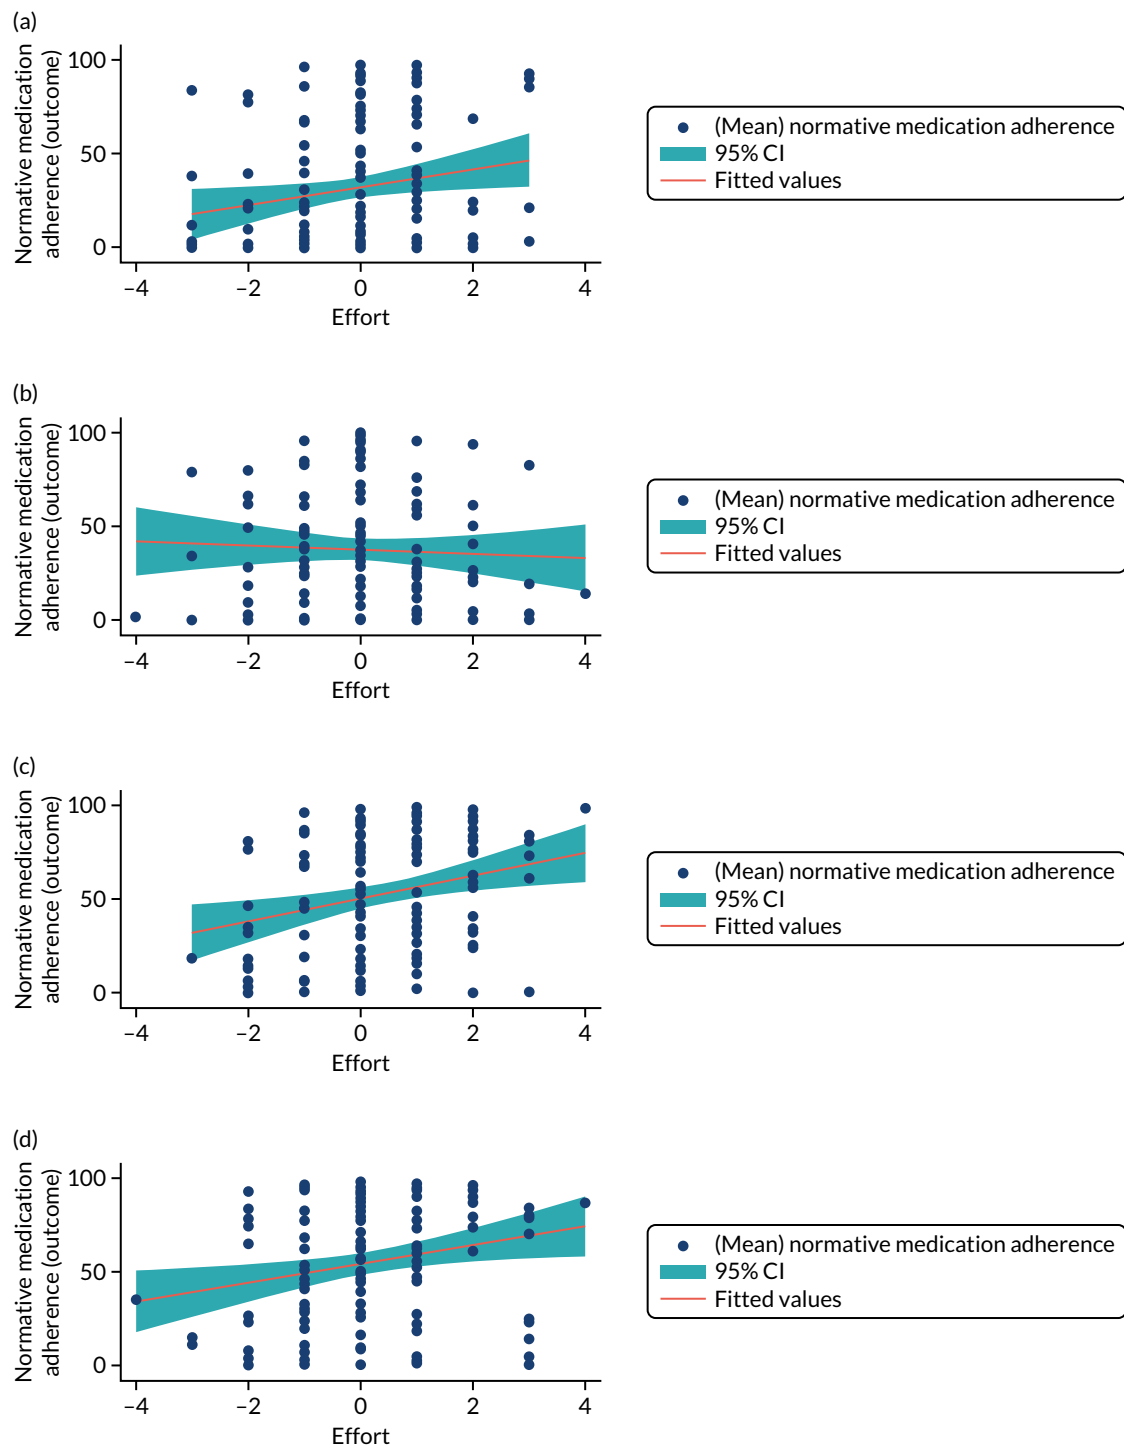 (a)
Normative medication
adherence (outcome)
100
50
0
−4 −2 0 2 4
Effort
(Mean) normative medication adherence
95% CI
Fitted values
(b)
Normative medication
adherence (outcome)
100
50
0
−4 −2 0 2 4
Effort
(Mean) normative medication adherence
95% CI
Fitted values
(c)
Normative medication
adherence (outcome)
100
50
0
−4 −2 0 2 4
Effort
(Mean) normative medication adherence
95% CI
Fitted values
(d)
Normative medication
adherence (outcome)
100
50
0
−4 −2 0 2 4
Effort
(Mean) normative medication adherence
95% CI
Fitted values